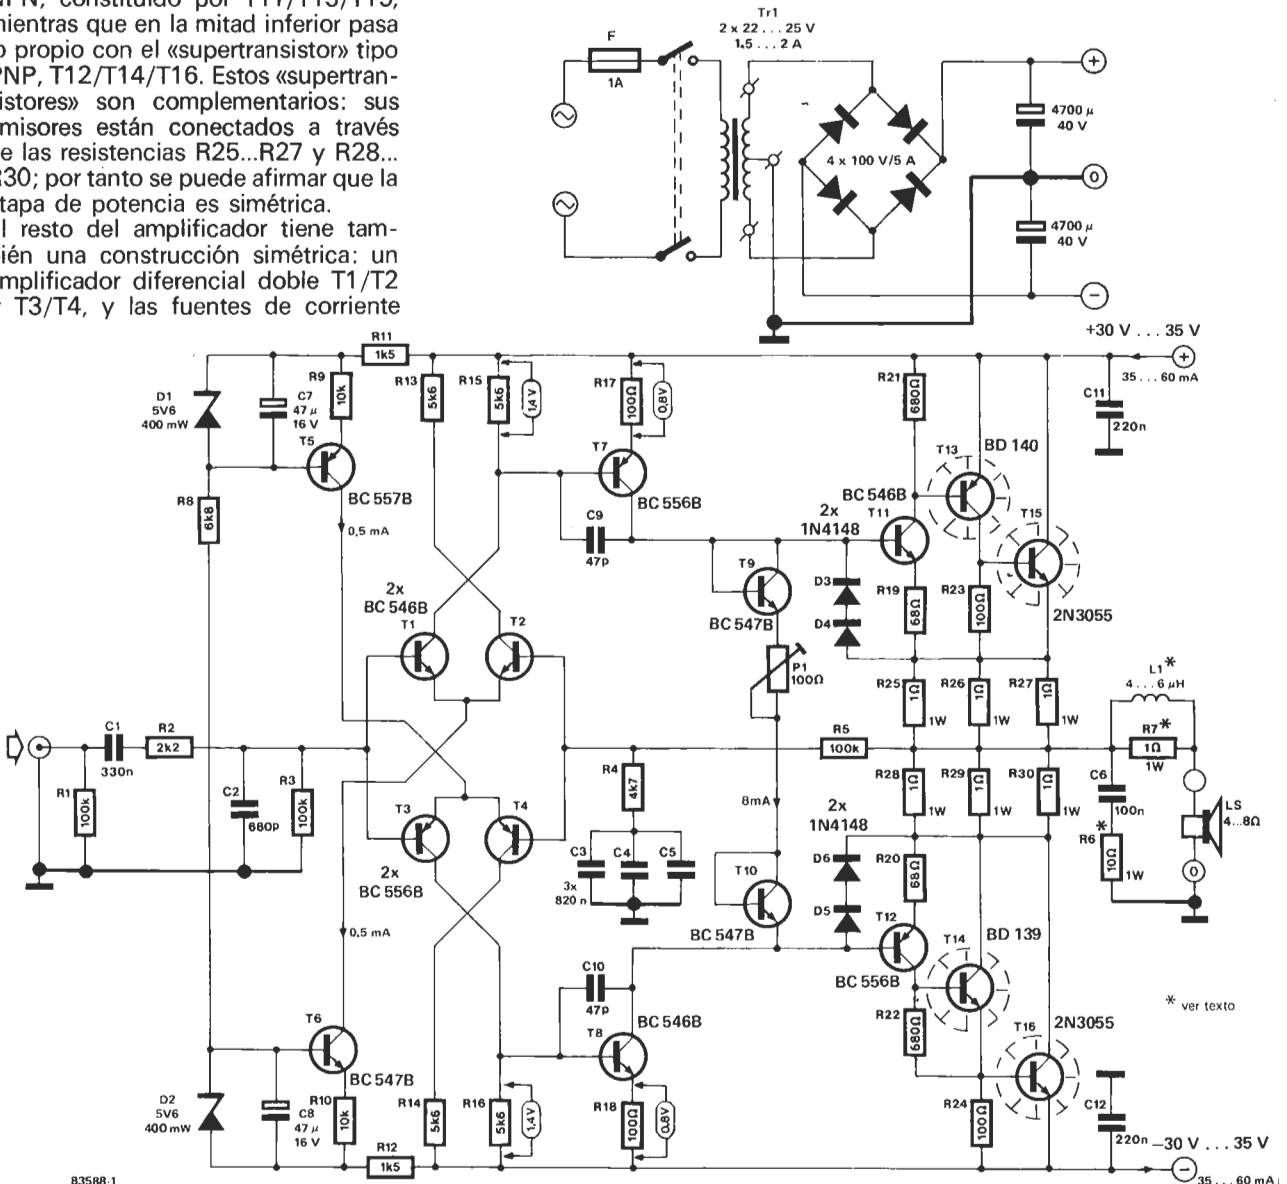 mientras que en la mitad inferior pasa
o propio con el «supertransistor» tipo
PNP, T12/T14/T16. Estos «supertran-
istores» son complementarios: sus
misores están conectados a través
e las resistencias R25...R27 y R28...
R30; por tanto se puede afirmar que la
tapa de potencia es simétrica.
l resto del amplificador tiene tam-
bién una construcción simétrica: un
mplificador diferencial doble T1/T2
T3/T4, y las fuentes de corriente
Tr1
2 x 22 . . . 25 V
1,5 . . . 2 A
F
1A
4 x 100 V/5 A
+
4700 µ
40 V
0
4700 µ
40 V
−
+30 V . . . 35 V
+
35 . . . 60 mA
R11
1k5
D1
5V6
400 mW
C7
47 µ
16 V
R9
10k
R13
5k6
R15
5k6
1,4 V
R17
100Ω
0,8V
R21
680Ω
C11
220n
T5
BC 557B
T7
BC 556B
R8
6k8
0,5 mA
C9
47p
2x
1N4148
BC 546B
T11
T13
BD 140
T15
2N3055
2x
BC 546B
T1
T2
T9
BC 547B
D3
D4
R19
68Ω
R23
100Ω
P1
100Ω
R25
1Ω
1W
R26
1Ω
1W
R27
1Ω
1W
L1*
4 . . . 6 µH
R7*
1Ω
1W
C1
330n
R2
2k2
R5
100k
R1
100k
C2
680p
R3
100k
R4
4k7
8mA
R28
1Ω
1W
R29
1Ω
1W
R30
1Ω
1W
C6
100n
LS
4...8Ω
R6
*
10Ω
1W
0
T3
T4
2x
BC 556B
C3
C4
C5
3x
820 n
2x
1N4148
D6
D5
R20
68Ω
T10
BC 547B
T12
BC 556B
T14
BD 139
0,5 mA
C10
47p
R22
680Ω
* ver texto
T6
BC 547B
T8
BC 546B
T16
2N3055
D2
5V6
400 mW
C8
47 µ
16 V
R10
10k
R14
5k6
R16
5k6
1,4V
R18
100Ω
0,8V
R24
100Ω
C12
220n
R12
1k5
−30 V . . . 35 V
−
35 . . . 60 mA
83588-1